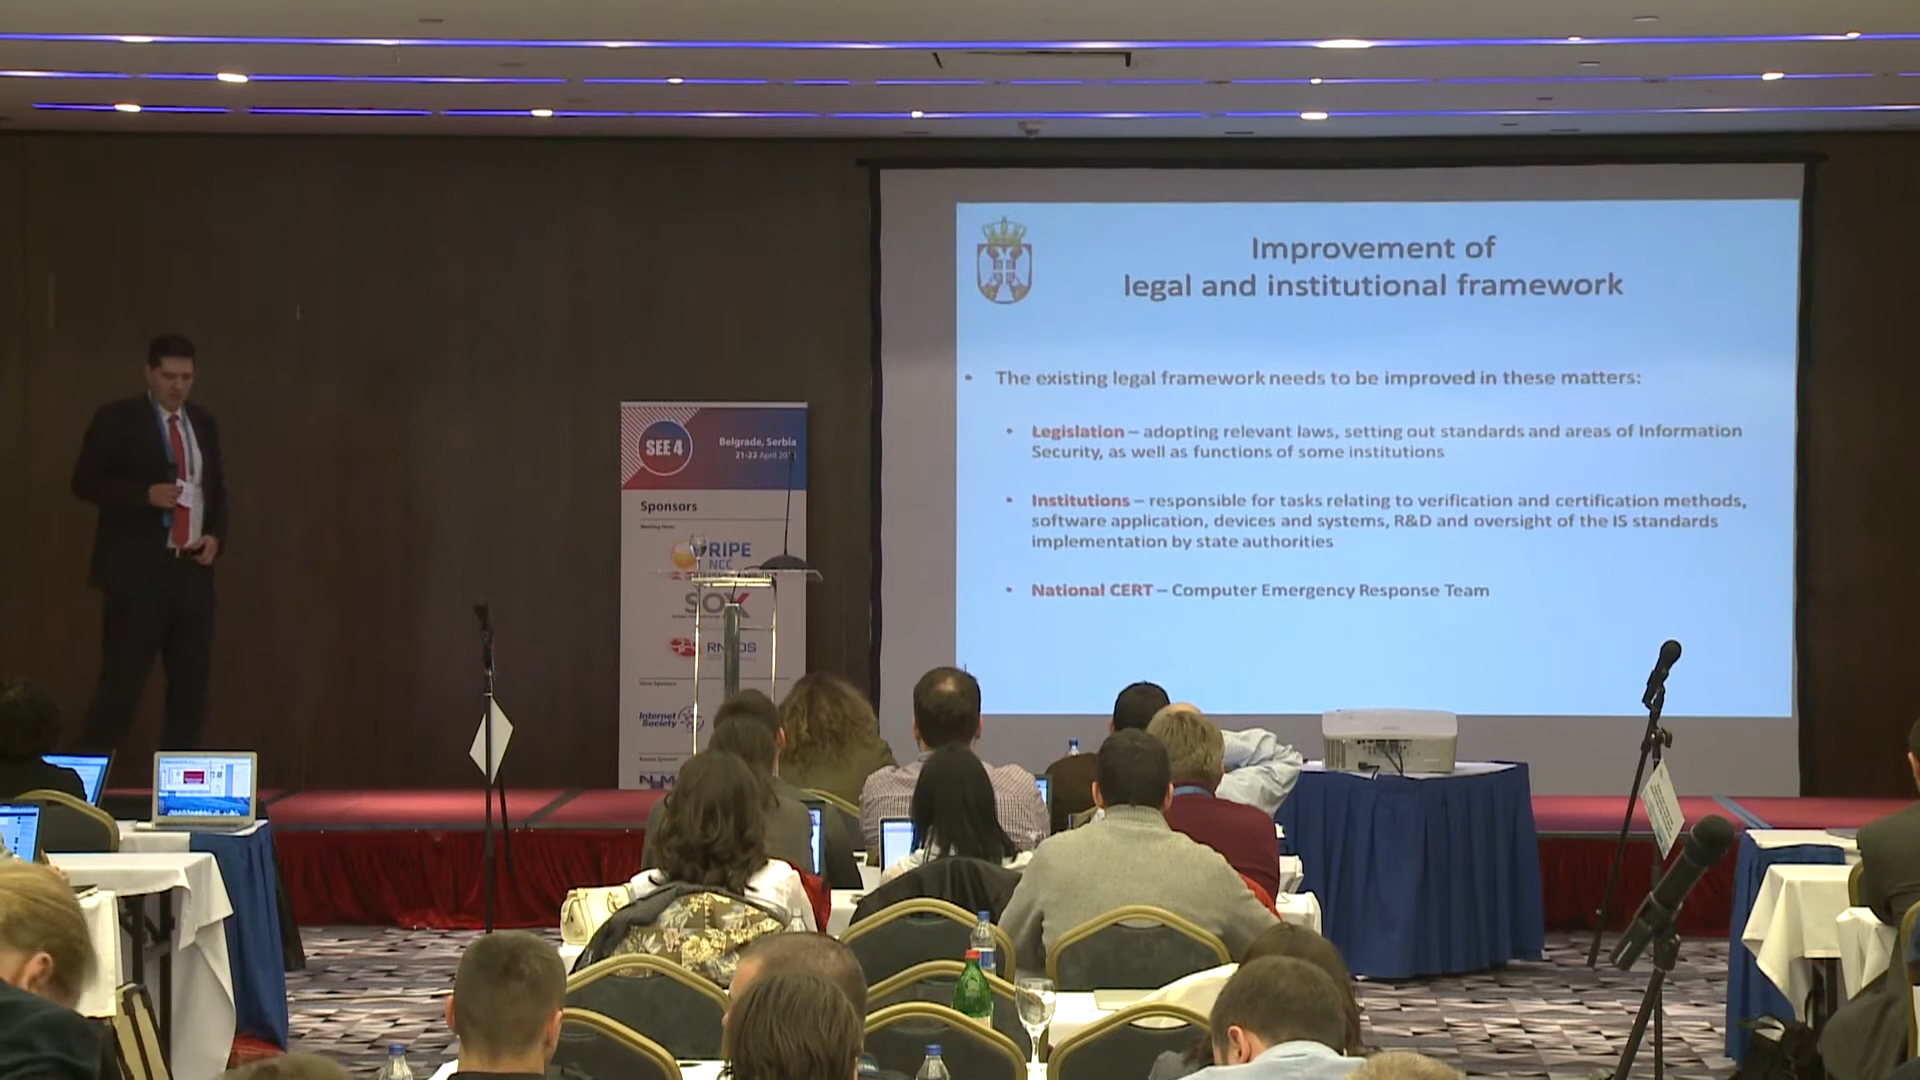 Improvement of
legal and institutional framework
• The existing legal framework needs to be improved in these matters:
• Legislation – adopting relevant laws, setting out standards and areas of Information
Security, as well as functions of some institutions
• Institutions – responsible for tasks relating to verification and certification methods,
software application, devices and systems, R&D and oversight of the IS standards
implementation by state authorities
• National CERT – Computer Emergency Response Team
SEE 4
Belgrade, Serbia
21-22 April
Sponsors
RIPE
NCC
SOX
Internet
Society